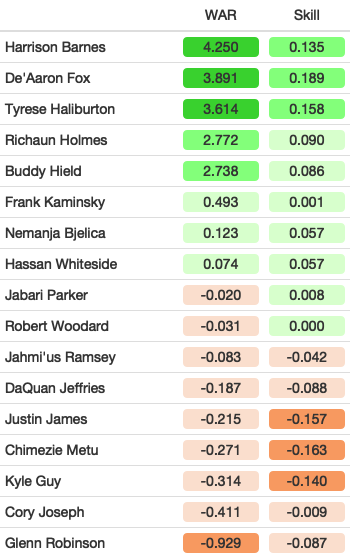 WAR Skill
Harrison Barnes 4.250 0.135
De'Aaron Fox 3.891 0.189
Tyrese Haliburton 3.614 0.158
Richaun Holmes 2.772 0.090
Buddy Hield 2.738 0.086
Frank Kaminsky 0.493 0.001
Nemanja Bjelica 0.123 0.057
Hassan Whiteside 0.074 0.057
Jabari Parker -0.020 0.008
Robert Woodard -0.031 0.000
Jahmi'us Ramsey -0.083 -0.042
DaQuan Jeffries -0.187 -0.088
Justin James -0.215 -0.157
Chimezie Metu -0.271 -0.163
Kyle Guy -0.314 -0.140
Cory Joseph -0.411 -0.009
Glenn Robinson -0.929 -0.087